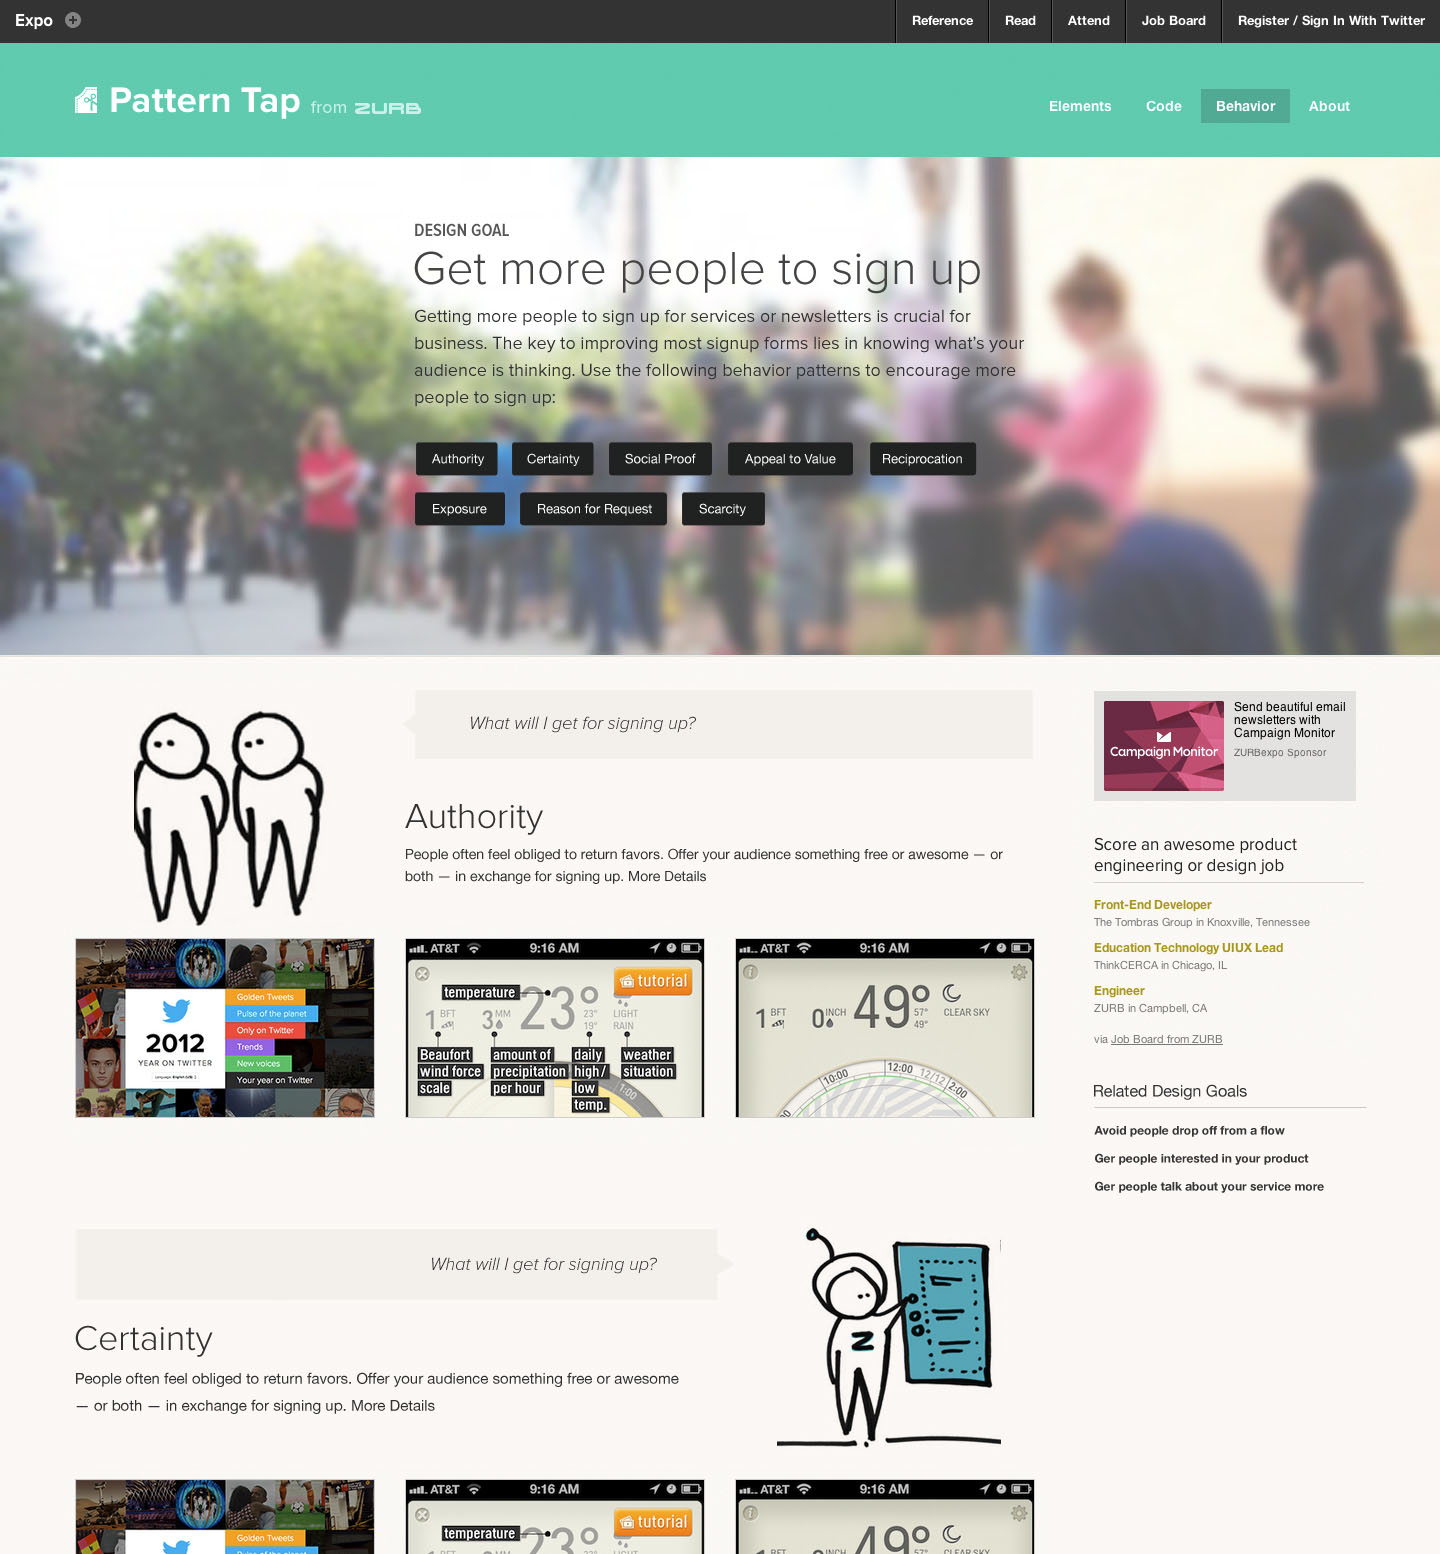 Expo
Reference
Read
Attend
Job Board
Register / Sign In With Twitter
Pattern Tap from ZURB
Elements
Code
Behavior
About
DESIGN GOAL
Get more people to sign up
Getting more people to sign up for services or newsletters is crucial for
business. The key to improving most signup forms lies in knowing what's your
audience is thinking. Use the following behavior patterns to encourage more
people to sign up:
Authority
Certainty
Social Proof
Appeal to Value
Reciprocation
Exposure
Reason for Request
Scarcity
What will I get for signing up?
Authority
People often feel obliged to return favors. Offer your audience something free or awesome — or
both — in exchange for signing up. More Details
2012
YEAR ON TWITTER
Language: English (US)
Golden Tweets
Pulse of the planet
Only on Twitter
Trends
New voices
Your year on Twitter
AT&T 9:16 AM
tutorial
temperature
23°
1 BFT
3 MM
23°
19°
LIGHT
RAIN
Beaufort
wind force
scale
amount of
precipitation
per hour
daily
high/
low
temp.
weather
situation
1:00
AT&T 9:16 AM
1 BFT
0 INCH
49°
57°
49°
CLEAR SKY
10:00
12:00
12/12
2:00
Campaign Monitor
Send beautiful email
newsletters with
Campaign Monitor
ZURBexpo Sponsor
Score an awesome product
engineering or design job
Front-End Developer
The Tombras Group in Knoxville, Tennessee
Education Technology UIUX Lead
ThinkCERCA in Chicago, IL
Engineer
ZURB in Campbell, CA
via Job Board from ZURB
Related Design Goals
Avoid people drop off from a flow
Ger people interested in your product
Ger people talk about your service more
What will I get for signing up?
Certainty
People often feel obliged to return favors. Offer your audience something free or awesome
— or both — in exchange for signing up. More Details
Z
Golden Tweets
Pulse of the planet
AT&T 9:16 AM
tutorial
temperature
23°
BFT
MM
23°
LIGHT
AT&T 9:16 AM
49°
BFT
INCH
57°
CLEAR SKY